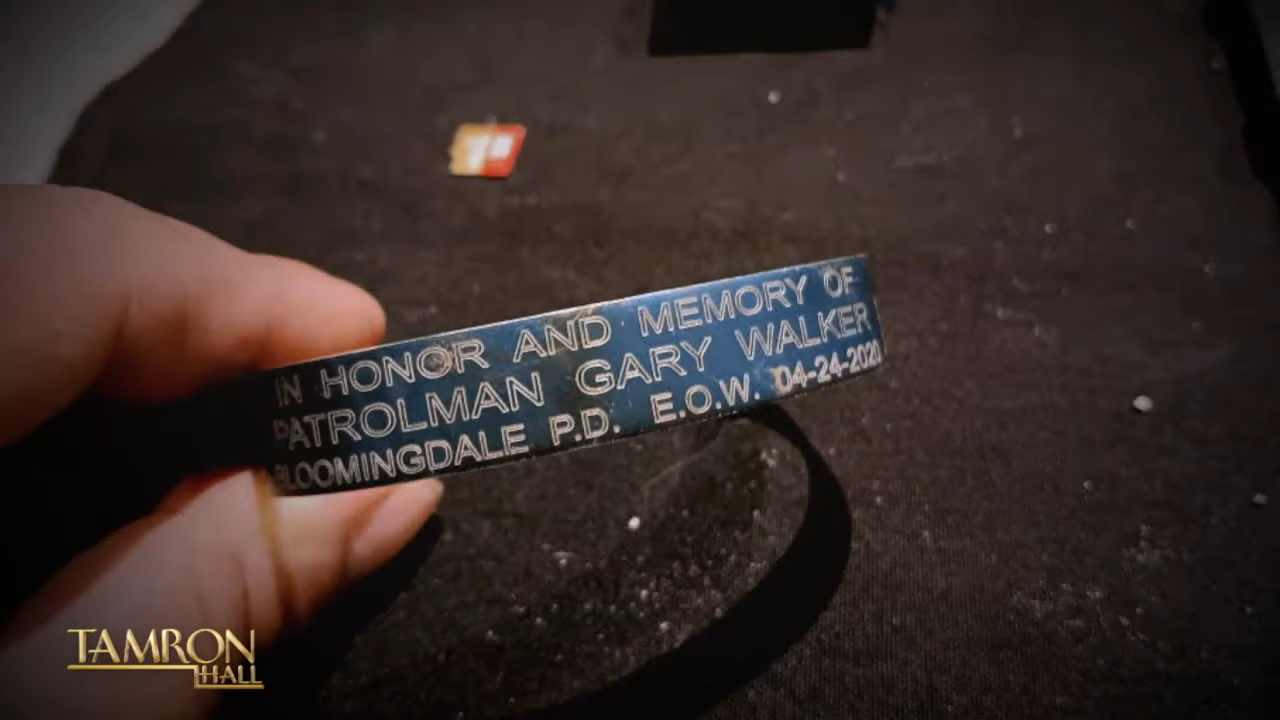 IN HONOR AND MEMORY OF
PATROLMAN GARY WALKER
BLOOMINGDALE P.D. E.O.W. 04-24-2020
TAMRON
HALL